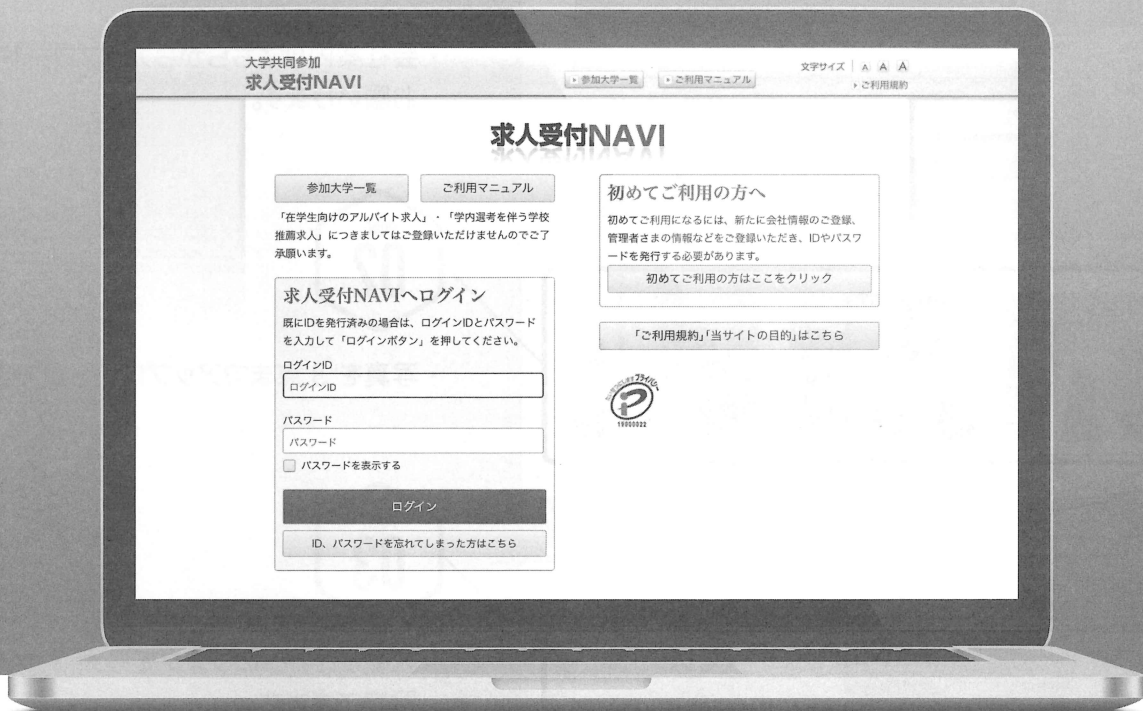 大学共同参加
求人受付NAVI
参加大学一覧
ご利用マニュアル
文字サイズ A A A
ご利用規約
求人受付NAVI
参加大学一覧
ご利用マニュアル
「在学生向けのアルバイト求人」・「学内選考を伴う学校
推薦求人」につきましてはご登録いただけませんのでご了
承願います。
求人受付NAVIへログイン
既にIDを発行済みの場合は、ログインIDとパスワード
を入力して「ログインボタン」を押してください。
ログインID
ログインID
パスワード
パスワード
パスワードを表示する
ログイン
ID、パスワードを忘れてしまった方はこちら
初めてご利用の方へ
初めてご利用になるには、新たに会社情報のご登録、
管理者さまの情報などをご登録いただき、IDやパスワ
ードを発行する必要があります。
初めてご利用の方はここをクリック
「ご利用規約」「当サイトの目的」はこちら
プライバシー
19000022